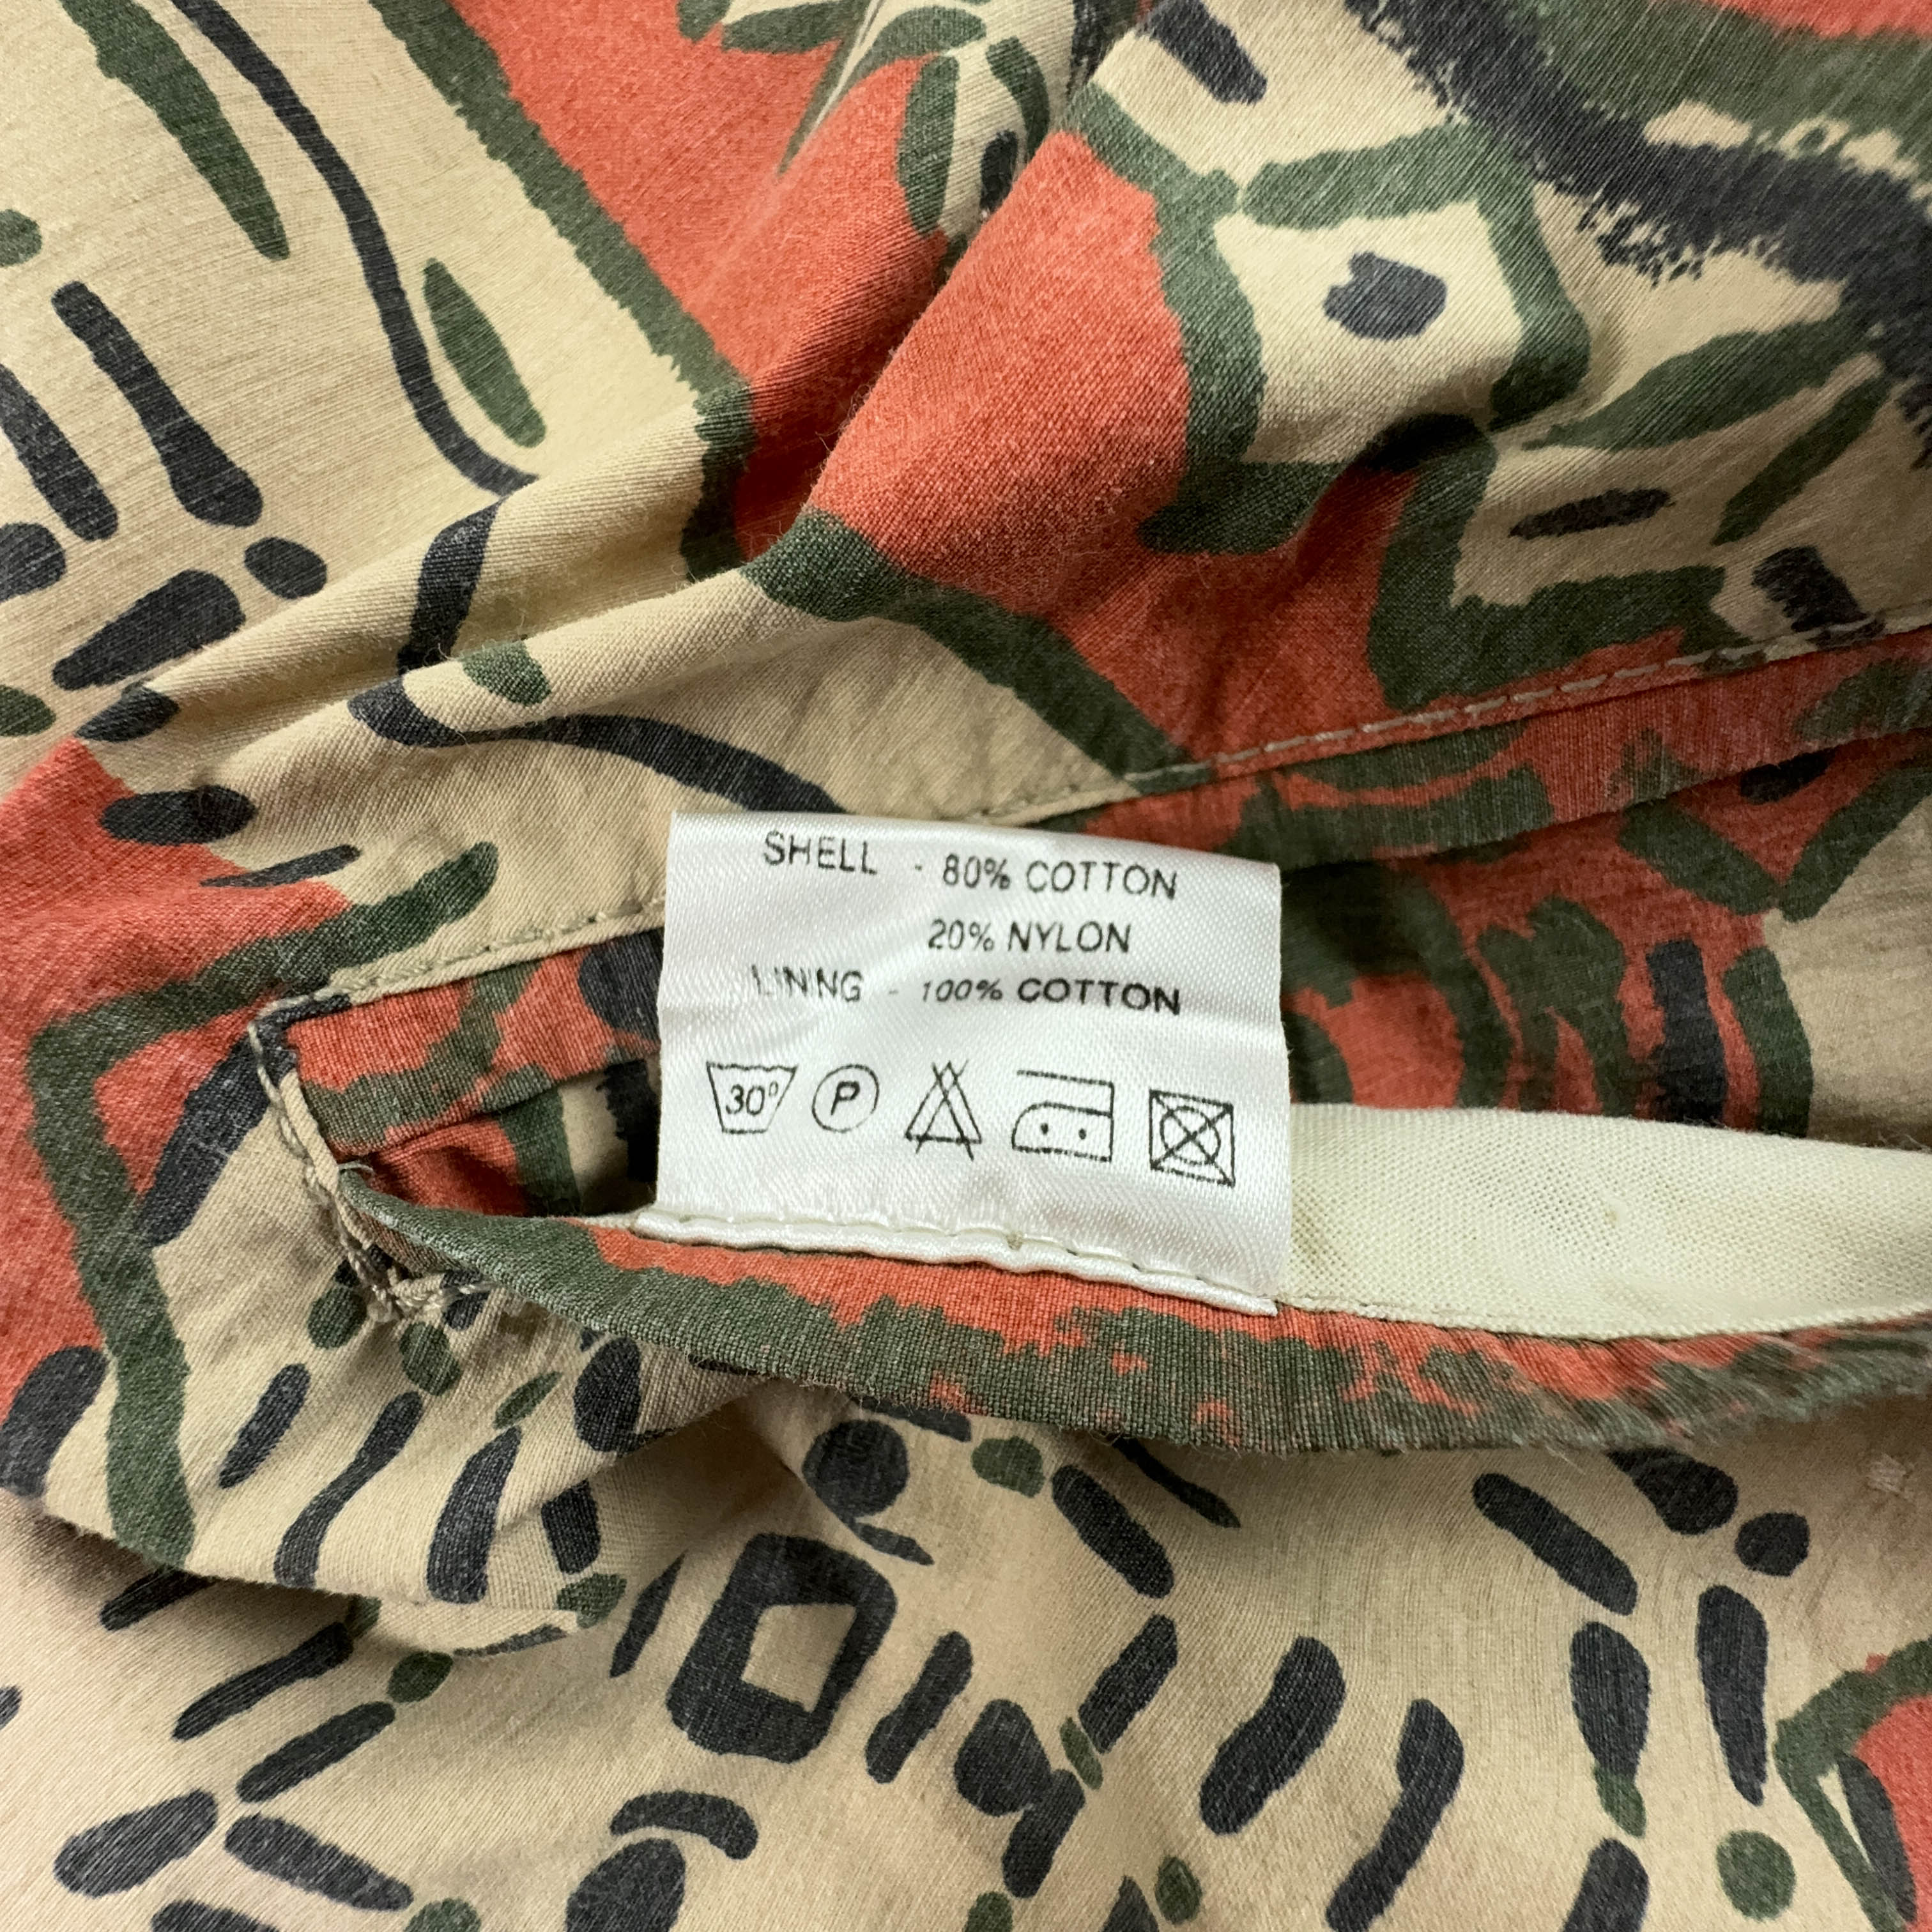 SHELL - 80% COTTON
20% NYLON
LINING - 100% COTTON
30° P